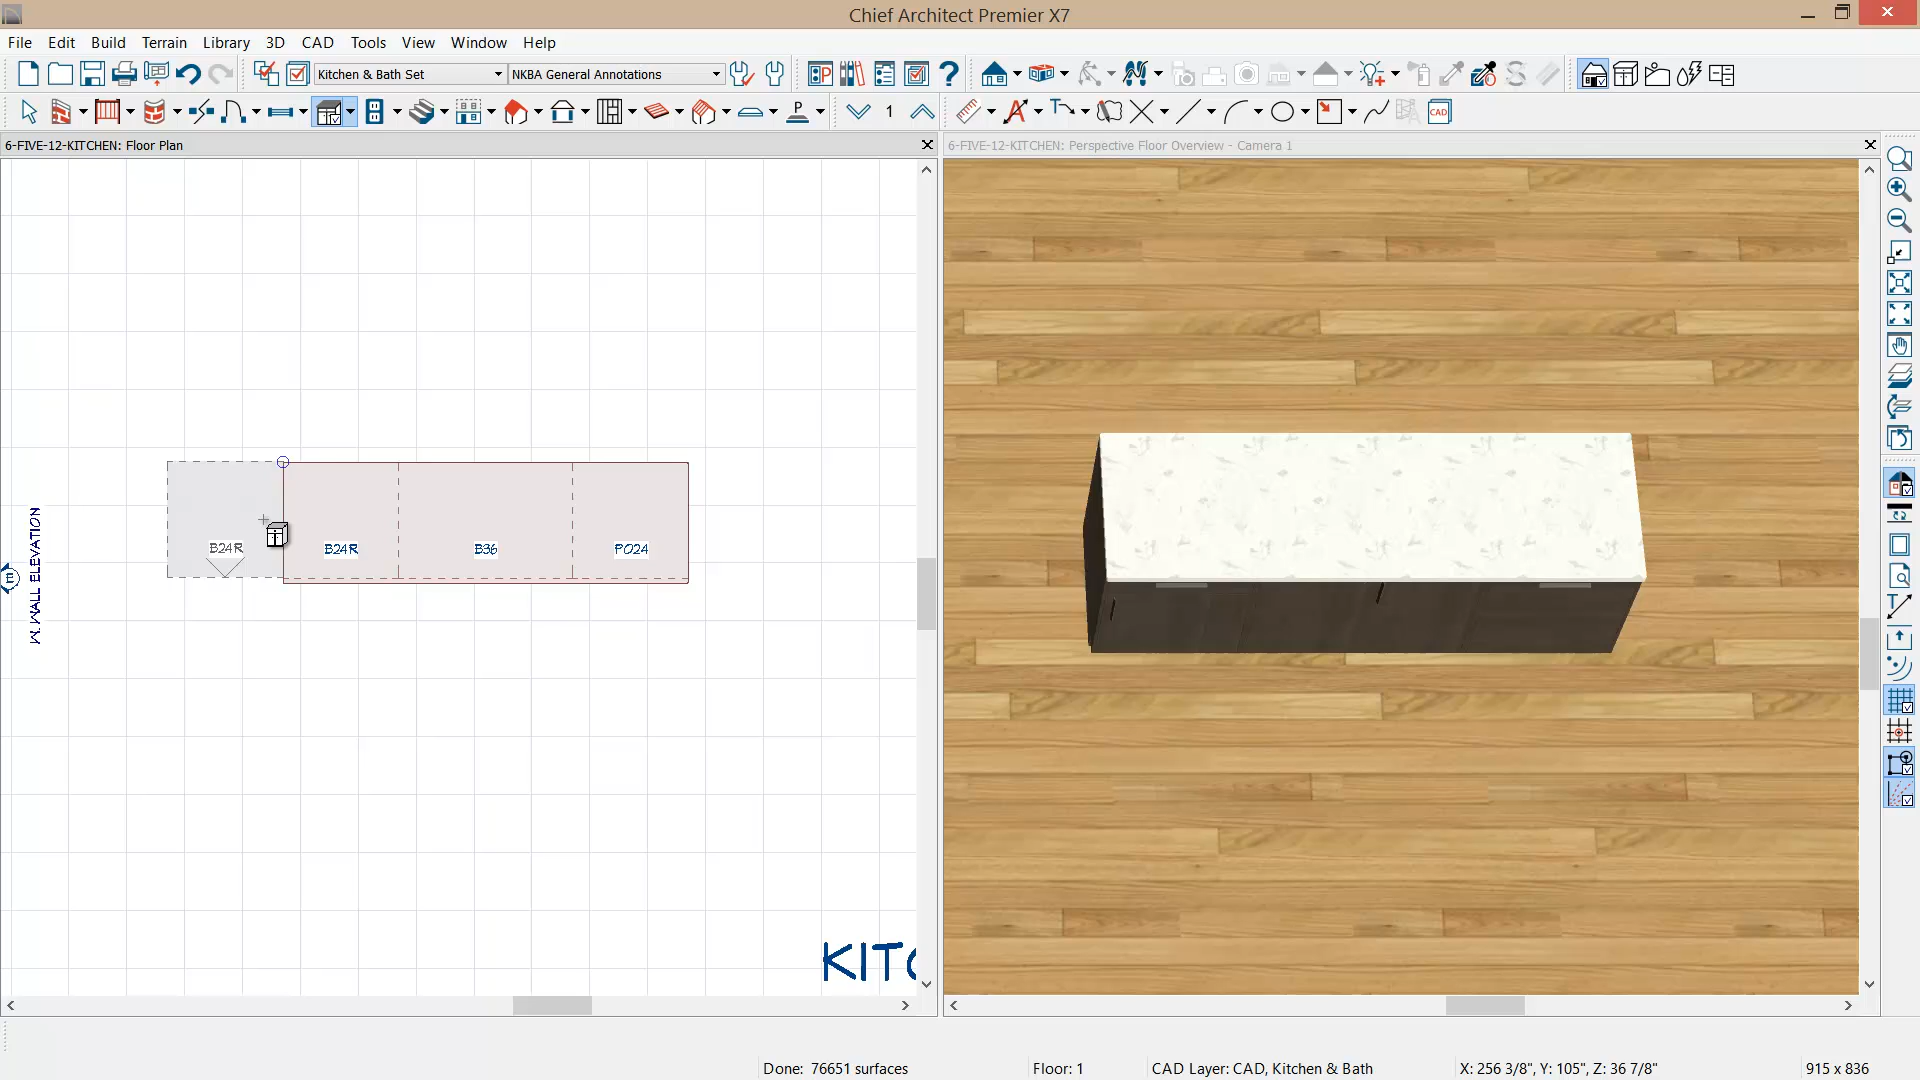 Chief Architect Premier X7
File Edit Build Terrain Library 3D CAD Tools View Window Help
Kitchen & Bath Set
NKBA General Annotations
P
?
A
P
1
A
T
CAD
6-FIVE-12-KITCHEN: Floor Plan
6-FIVE-12-KITCHEN: Perspective Floor Overview - Camera 1
W. WALL ELEVATION
m
B24R
B24R
B36
PO24
KITC
Done: 76651 surfaces
Floor: 1
CAD Layer: CAD, Kitchen & Bath
X: 256 3/8", Y: 105", Z: 36 7/8"
915 x 836